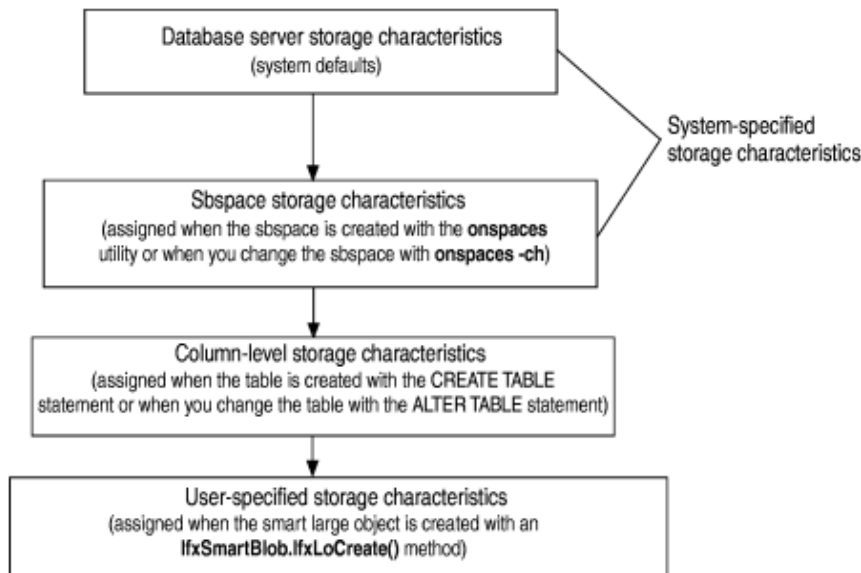 Database server storage characteristics
(system defaults)
System-specified
storage characteristics
Sbspace storage characteristics
(assigned when the sbspace is created with the onspaces
utility or when you change the sbspace with onspaces -ch)
Column-level storage characteristics
(assigned when the table is created with the CREATE TABLE
statement or when you change the table with the ALTER TABLE statement)
User-specified storage characteristics
(assigned when the smart large object is created with an
IfxSmartBlob.IfxLoCreate() method)